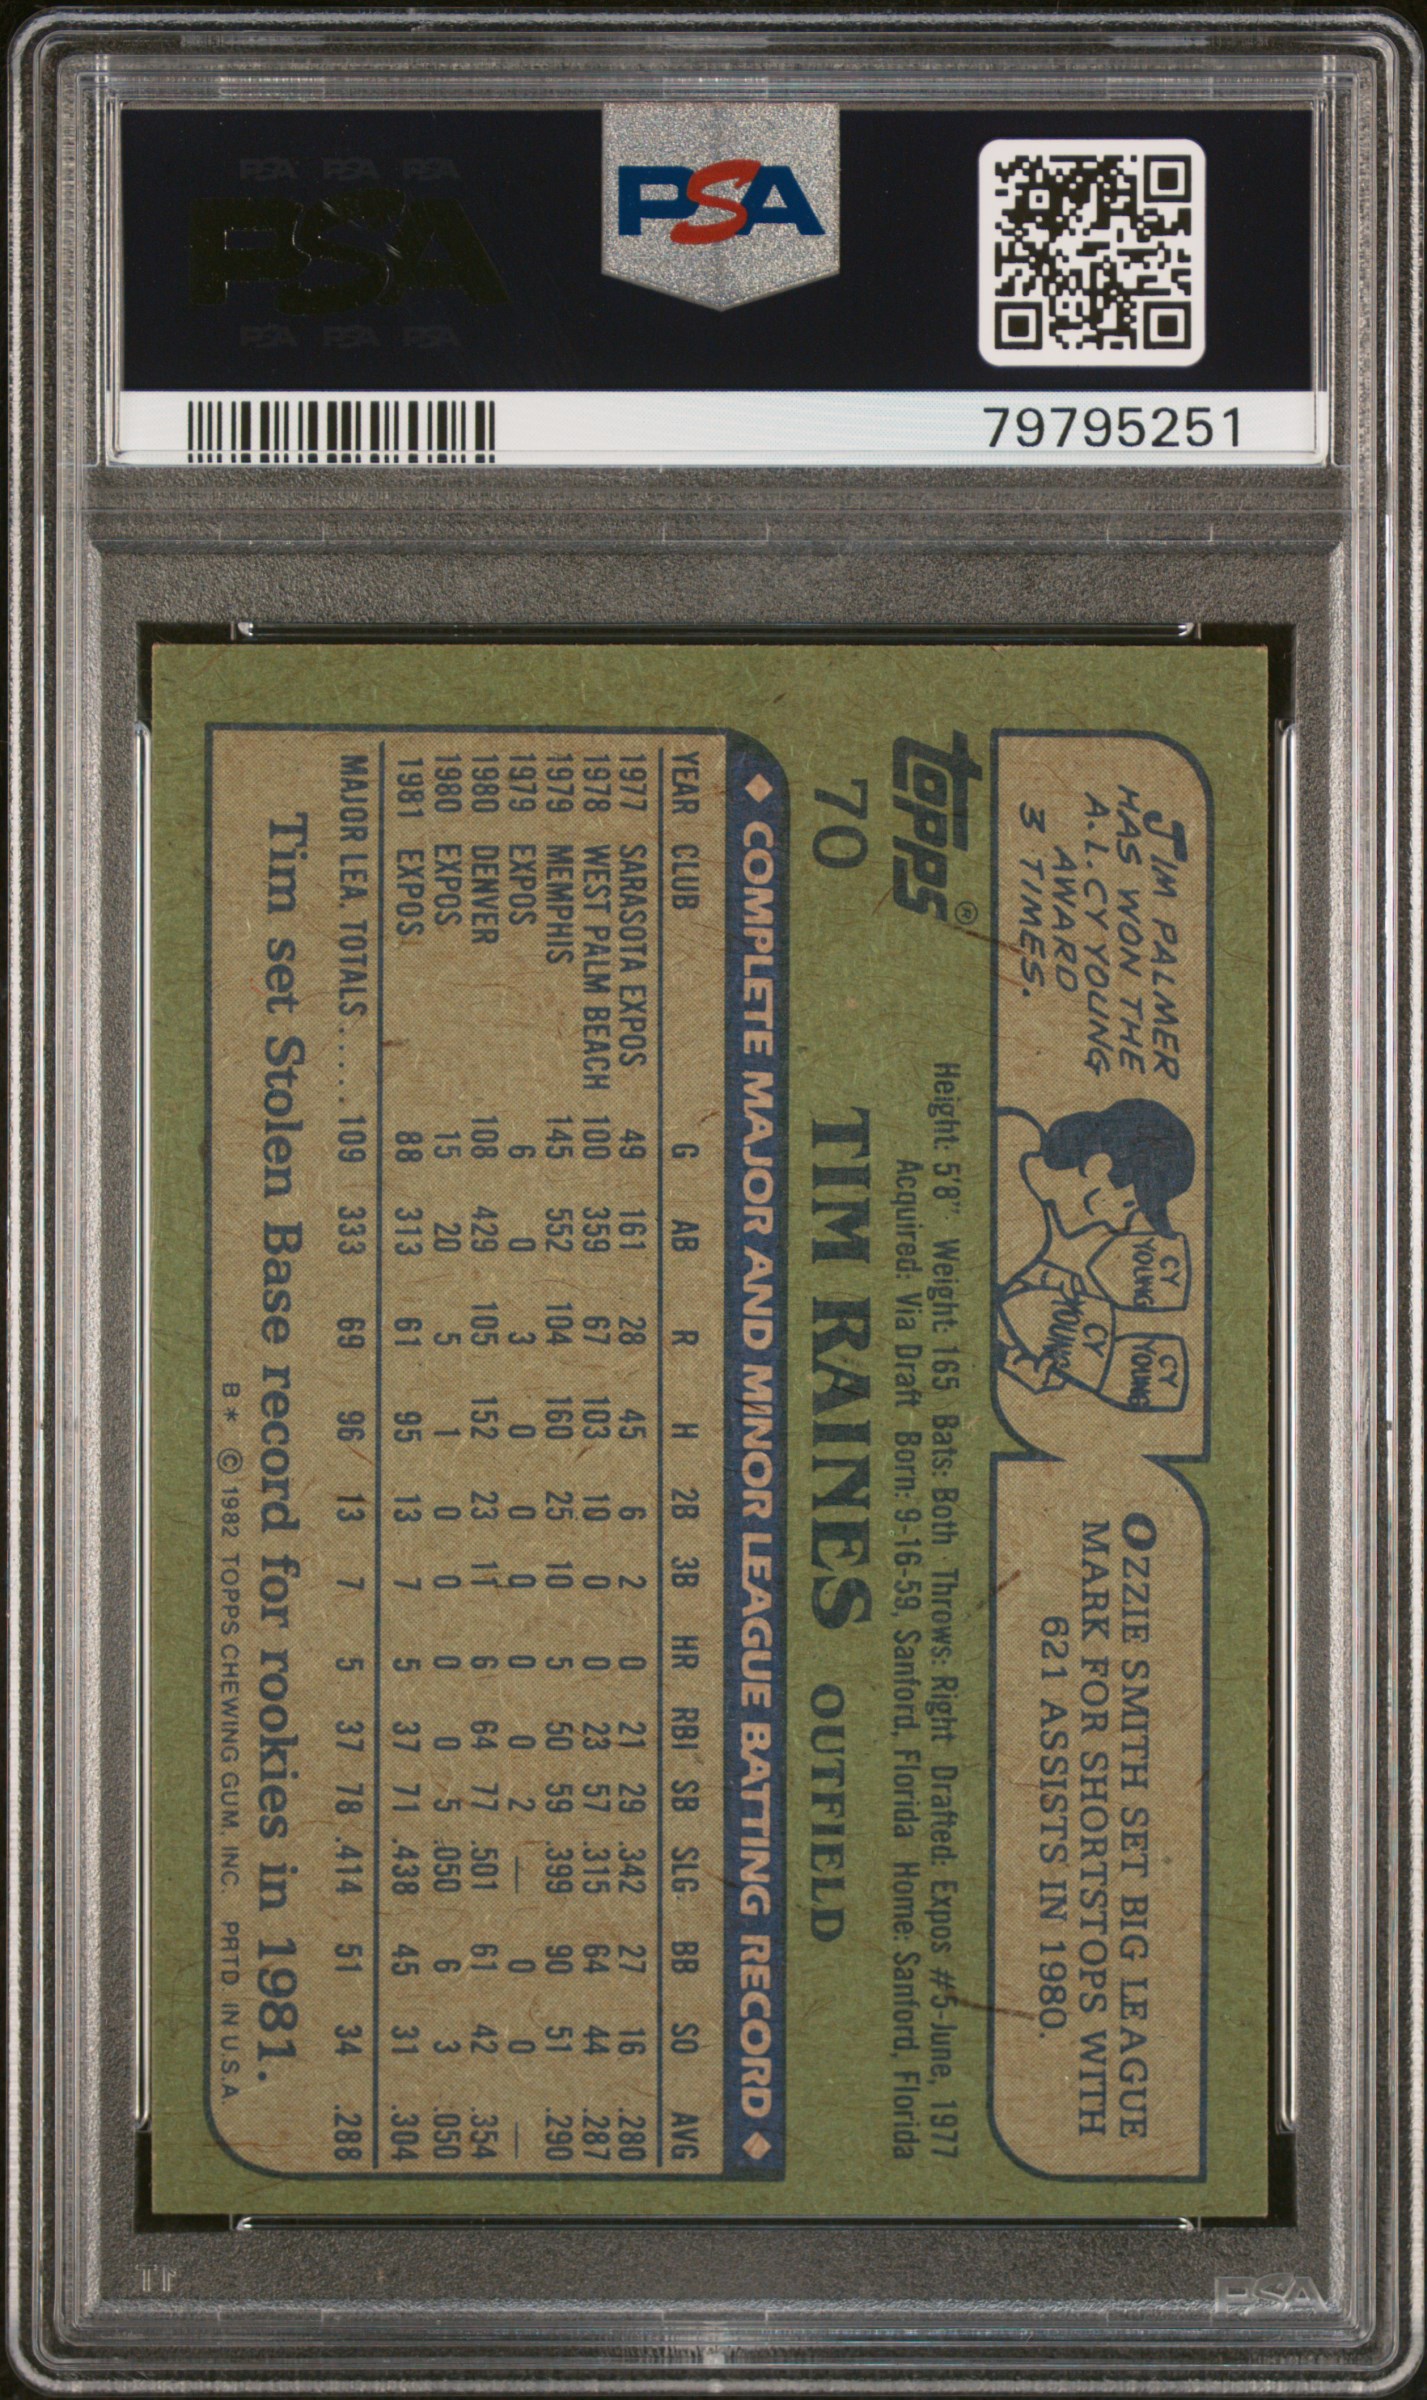 PSA PSA PSA
PSA
PSA PSA PSA
PSA
79795251
JIM PALMER
HAS WON THE
A.L. CY YOUNG
AWARD
3 TIMES.
CY YOUNG
CY YOUNG
CY YOUNG
OZZIE SMITH SET BIG LEAGUE
MARK FOR SHORTSTOPS WITH
621 ASSISTS IN 1980.
Topps®
70
Height: 5'8" Weight: 165 Bats: Both Throws: Right Drafted: Expos #5-June, 1977
Acquired: Via Draft Born: 9-16-59, Sanford, Florida Home: Sanford, Florida
TIM RAINES OUTFIELD
◆ COMPLETE MAJOR AND MINOR LEAGUE BATTING RECORD ◆
YEAR CLUB G AB R H 2B 3B HR RBI SB SLG BB SO AVG
1977 SARASOTA EXPOS 49 161 28 45 6 2 0 21 29 .342 27 16 .280
1978 WEST PALM BEACH 100 359 67 103 10 0 0 23 57 .315 64 44 .287
1979 MEMPHIS 145 552 104 160 25 10 5 50 59 .399 90 51 .290
1979 EXPOS 6 0 3 0 0 0 0 0 2 — 0 0 —
1980 DENVER 108 429 105 152 23 11 6 64 77 .501 61 42 .354
1980 EXPOS 15 20 5 1 0 0 0 0 5 .050 6 3 .050
1981 EXPOS 88 313 61 95 13 7 5 37 71 .438 45 31 .304
MAJOR LEA. TOTALS..... 109 333 69 96 13 7 5 37 78 .414 51 34 .288
Tim set Stolen Base record for rookies in 1981.
B* © 1982 TOPPS CHEWING GUM, INC. PRTD. IN U.S.A.
PSA